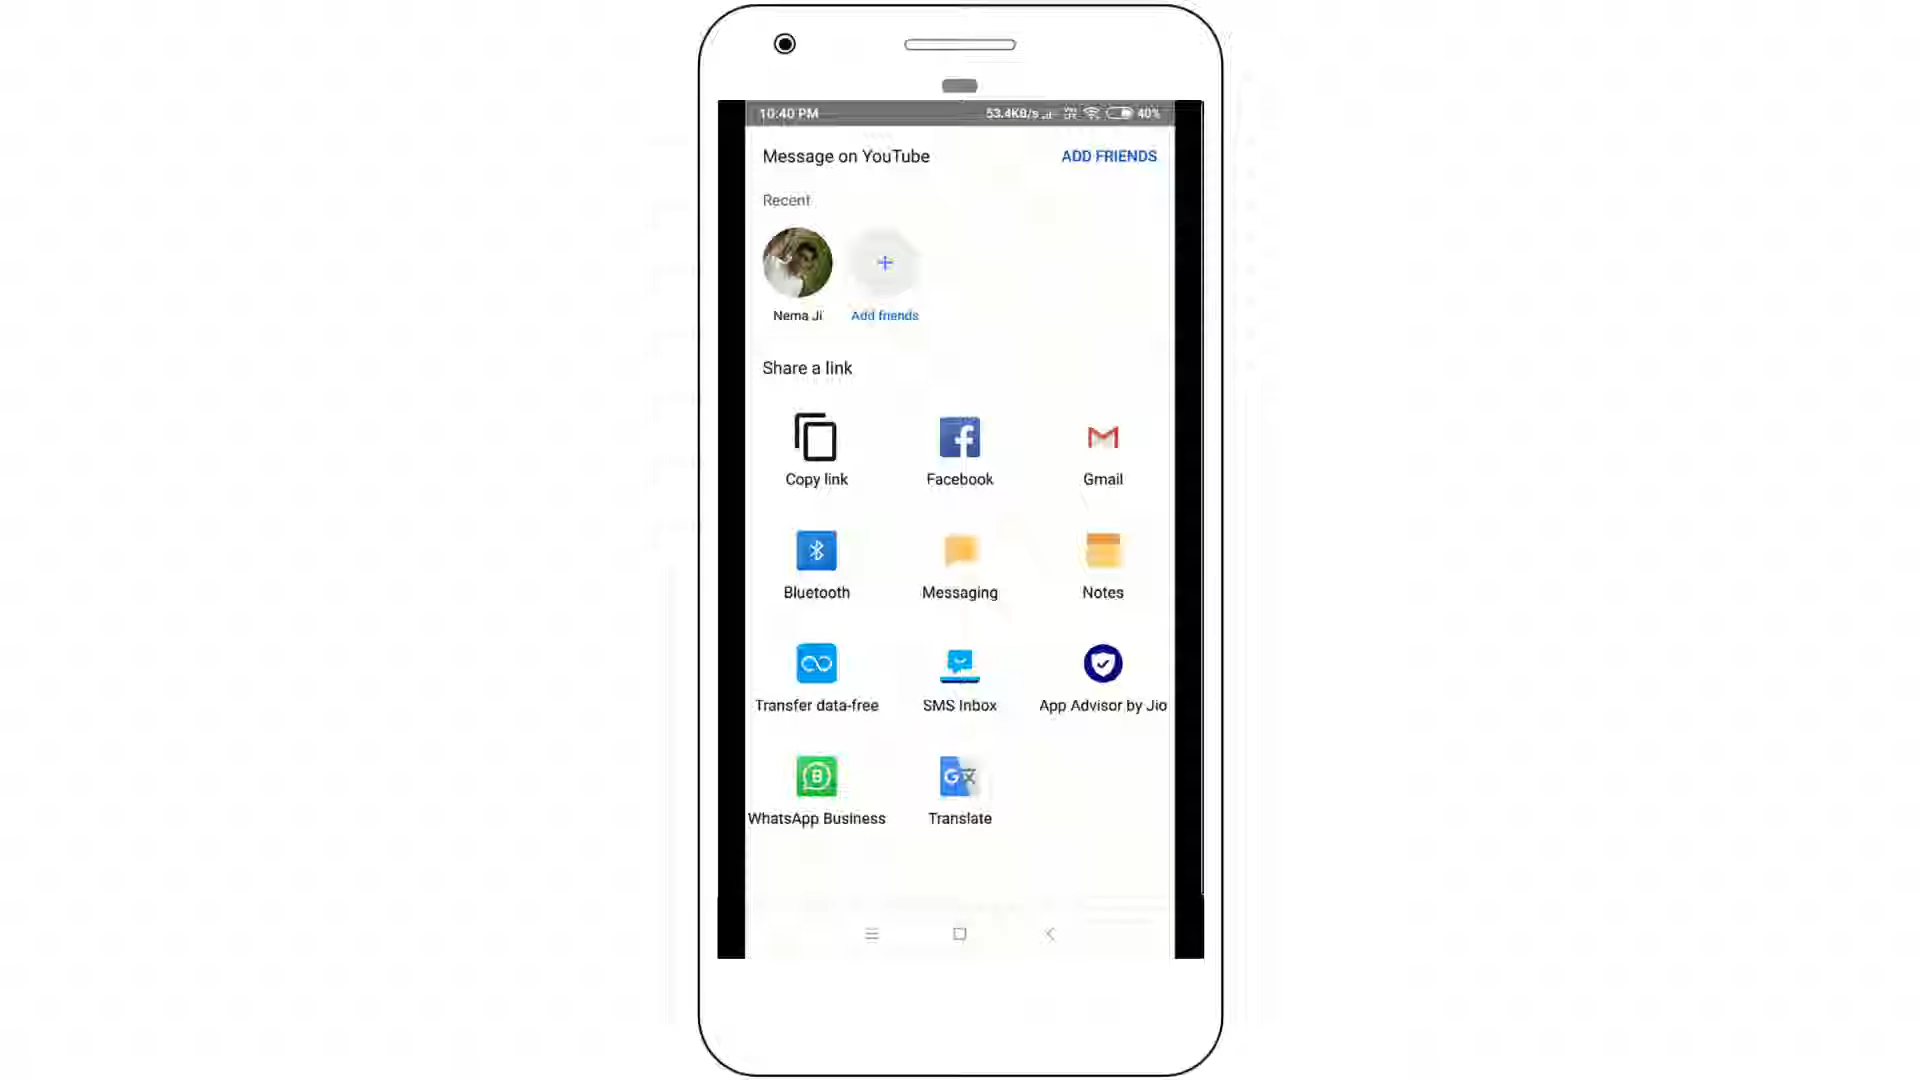 10:40 PM 53.4KB/s 40%
Message on YouTube ADD FRIENDS
Recent
Nema Ji Add friends
Share a link
Copy link Facebook Gmail
Bluetooth Messaging Notes
Transfer data-free SMS Inbox App Advisor by Jio
WhatsApp Business Translate